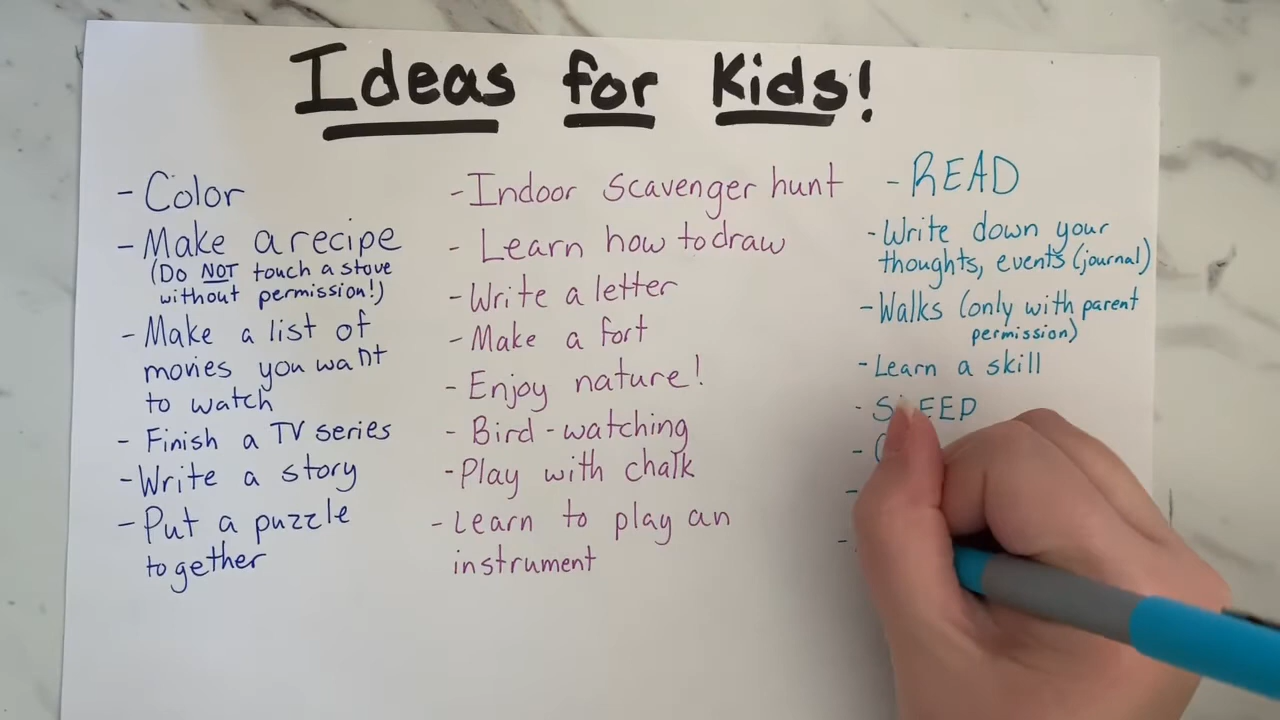 Ideas for Kids!
- Color
- Make a recipe
(Do NOT touch a stove
without permission!)
- Make a list of
movies you want
to watch
- Finish a TV series
- Write a story
- Put a puzzle
together
- Indoor scavenger hunt
- Learn how to draw
- Write a letter
- Make a fort
- Enjoy nature!
- Bird-watching
- Play with chalk
- Learn to play an
instrument
- READ
- Write down your
thoughts, events (journal)
- Walks (only with parent
permission)
- Learn a skill
- SLEEP